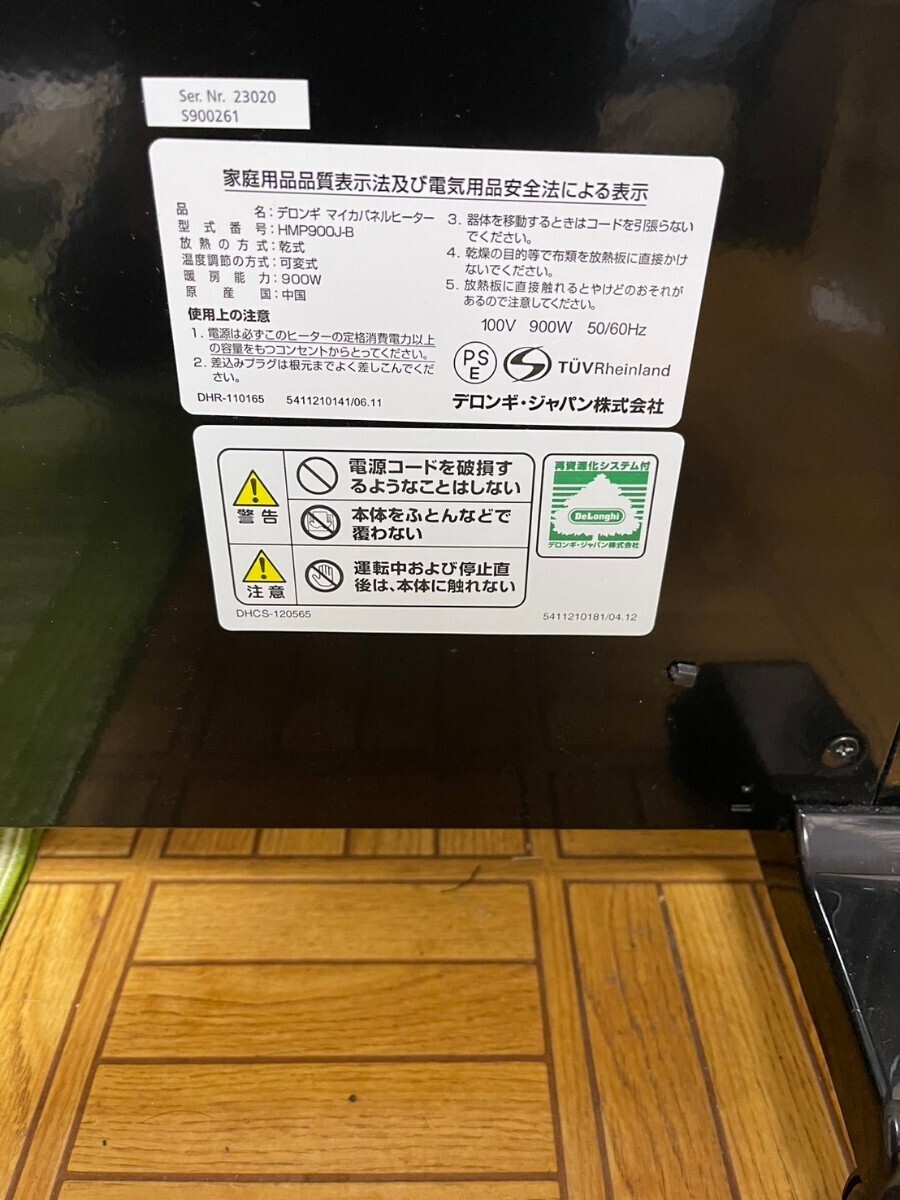 Ser. Nr. 23020
S900261
家庭用品品質表示法及び電気用品安全法による表示
品　　　　名：デロンギ マイカパネルヒーター
型 式 番 号：HMP900J-B
放 熱 の 方 式：乾式
温度調節の方式：可変式
暖 房 能 力：900W
原　産　国：中国
使用上の注意
1. 電源は必ずこのヒーターの定格消費電力以上
の容量をもつコンセントからとってください。
2. 差込みプラグは根元までよく差しこんでくだ
さい。
3. 器体を移動するときはコードを引張らない
でください。
4. 乾燥の目的等で布類を放熱板に直接かけ
ないでください。
5. 放熱板に直接触れるとやけどのおそれが
あるので注意してください。
100V 900W 50/60Hz
PS
E
TÜVRheinland
DHR-110165 5411210141/06.11
デロンギ・ジャパン株式会社
警告
電源コードを破損す
るようなことはしない
本体をふとんなどで
覆わない
注意
運転中および停止直
後は、本体に触れない
再資源化システム付
DeLonghi
デロンギ・ジャパン株式会社
DHCS-120565
5411210181/04.12